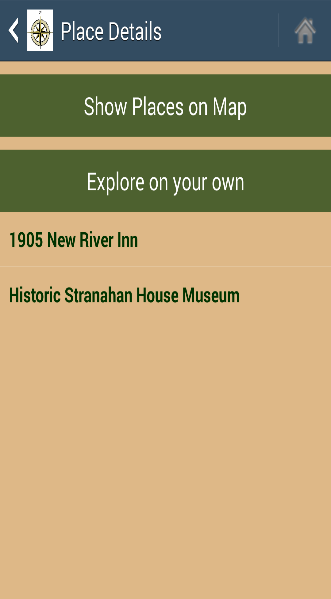 Place Details
Show Places on Map
Explore on your own
1905 New River Inn
Historic Stranahan House Museum